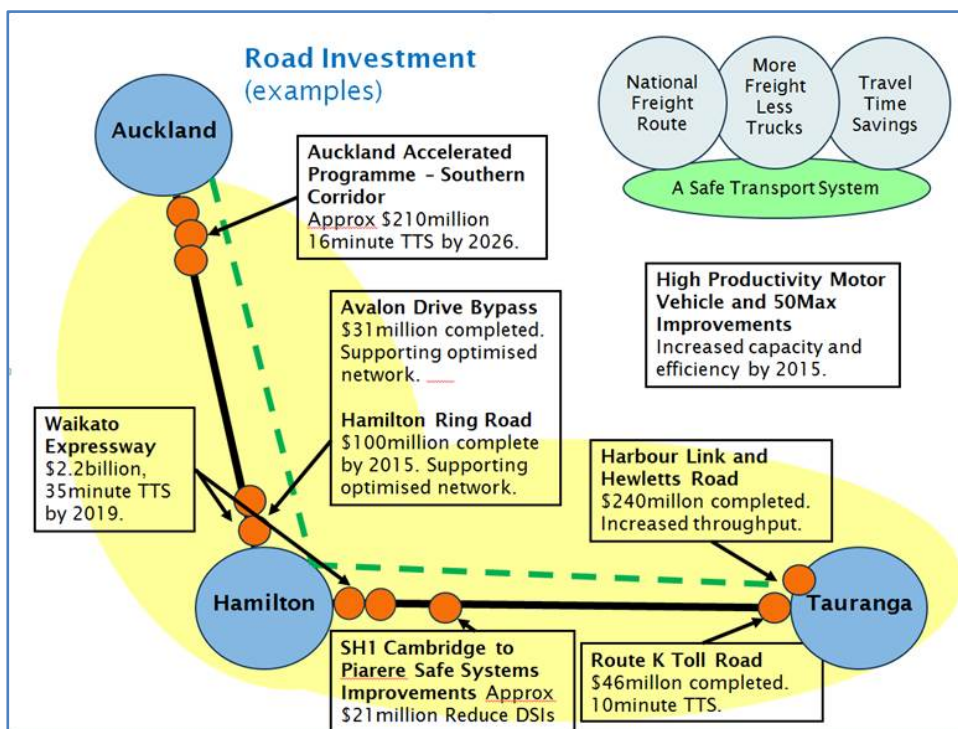 Road Investment
(examples)
National
Freight
Route
More
Freight
Less
Trucks
Travel
Time
Savings
A Safe Transport System
Auckland
Auckland Accelerated
Programme – Southern
Corridor
Approx $210million
16minute TTS by 2026.
High Productivity Motor
Vehicle and 50Max
Improvements
Increased capacity and
efficiency by 2015.
Avalon Drive Bypass
$31million completed.
Supporting optimised
network.
Hamilton Ring Road
$100million complete
by 2015. Supporting
optimised network.
Waikato
Expressway
$2.2billion,
35minute TTS
by 2019.
Harbour Link and
Hewletts Road
$240millon completed.
Increased throughput.
Hamilton
Tauranga
SH1 Cambridge to
Piarere Safe Systems
Improvements Approx
$21million Reduce DSIs
Route K Toll Road
$46millon completed.
10minute TTS.